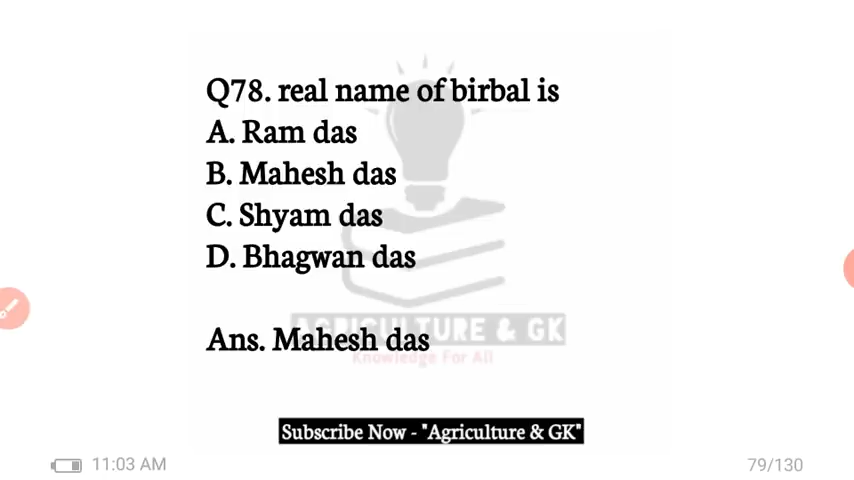 Q78. real name of birbal is
A. Ram das
B. Mahesh das
C. Shyam das
D. Bhagwan das
AGRICULTURE & GK
Ans. Mahesh das
Knowledge For All
Subscribe Now - "Agriculture & GK"
11:03 AM
79/130